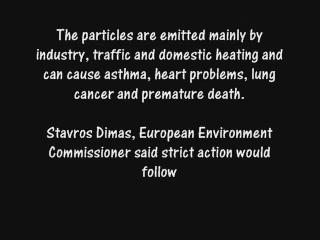 The particles are emitted mainly by
industry, traffic and domestic heating and
can cause asthma, heart problems, lung
cancer and premature death.
Stavros Dimas, European Environment
Commissioner said strict action would
follow